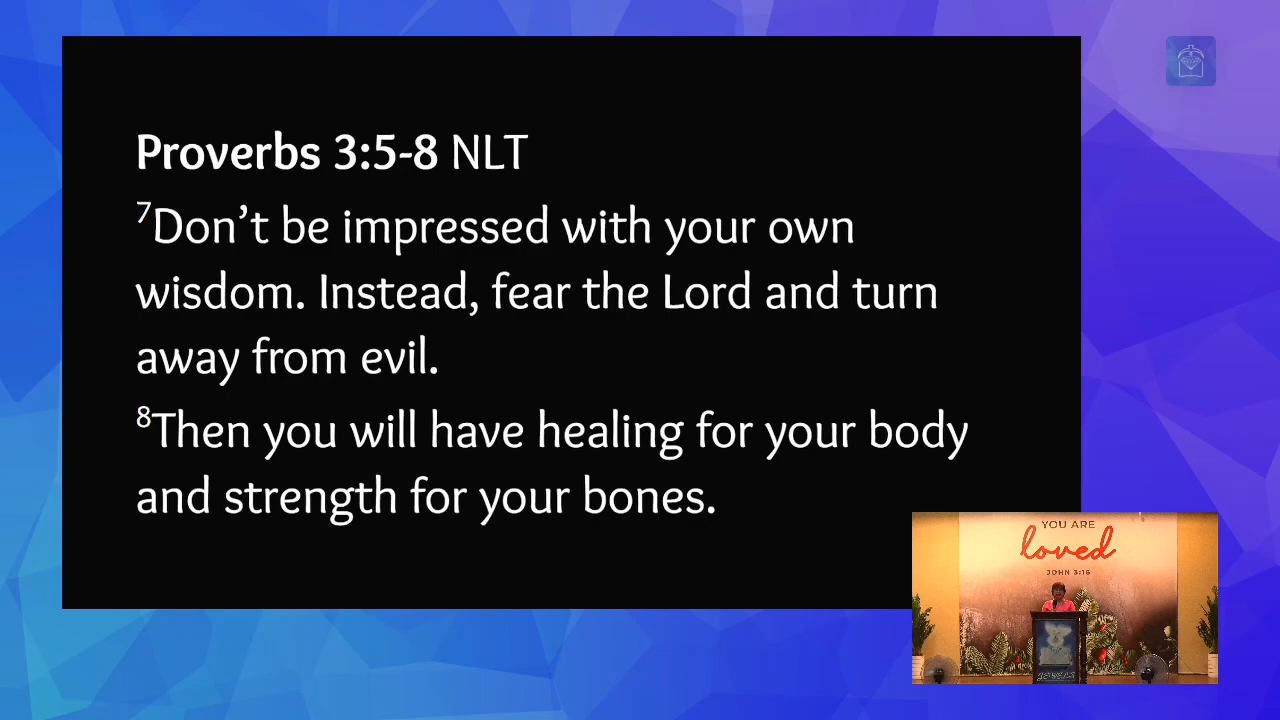 Proverbs 3:5-8 NLT
7Don’t be impressed with your own
wisdom. Instead, fear the Lord and turn
away from evil.
8Then you will have healing for your body
and strength for your bones.
YOU ARE
loved
JOHN 3:16
JEWELS